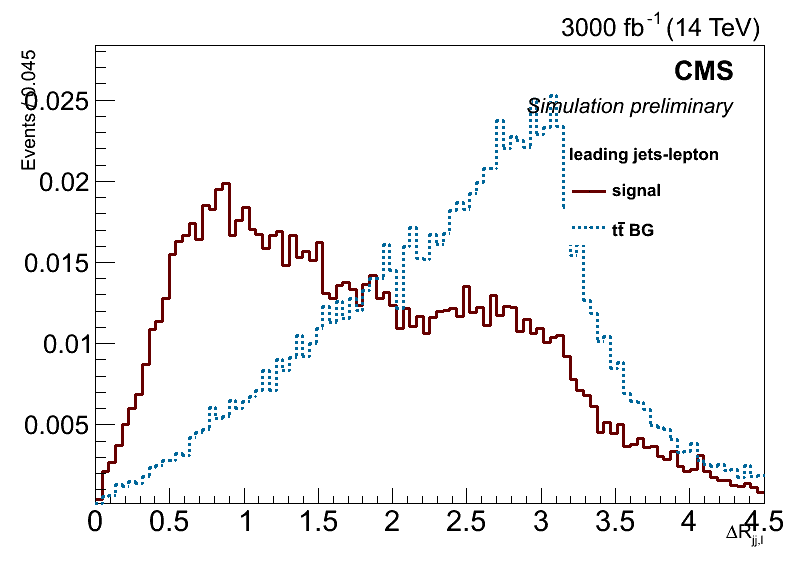 3000 fb⁻¹ (14 TeV)
CMS
Simulation preliminary
leading jets-lepton
signal
tt̄ BG
Events / 0.045
0.025
0.02
0.015
0.01
0.005
0 0.5 1 1.5 2 2.5 3 3.5 4 4.5
ΔR_jj,l